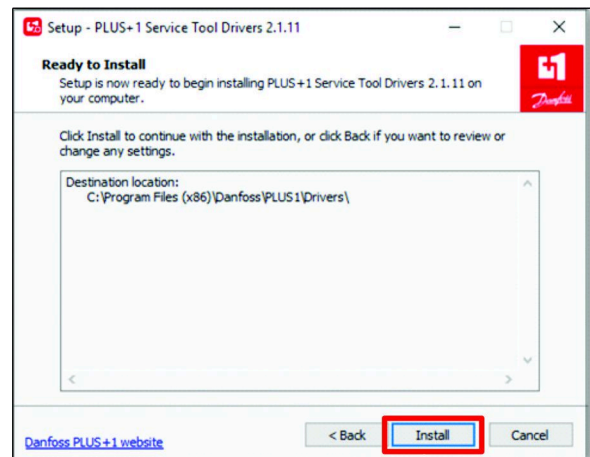 Setup - PLUS+1 Service Tool Drivers 2.1.11
Ready to Install
Setup is now ready to begin installing PLUS+1 Service Tool Drivers 2.1.11 on
your computer.
Danfoss
Click Install to continue with the installation, or click Back if you want to review or
change any settings.
Destination location:
C:\Program Files (x86)\Danfoss\PLUS1\Drivers\
Danfoss PLUS+1 website
< Back
Install
Cancel